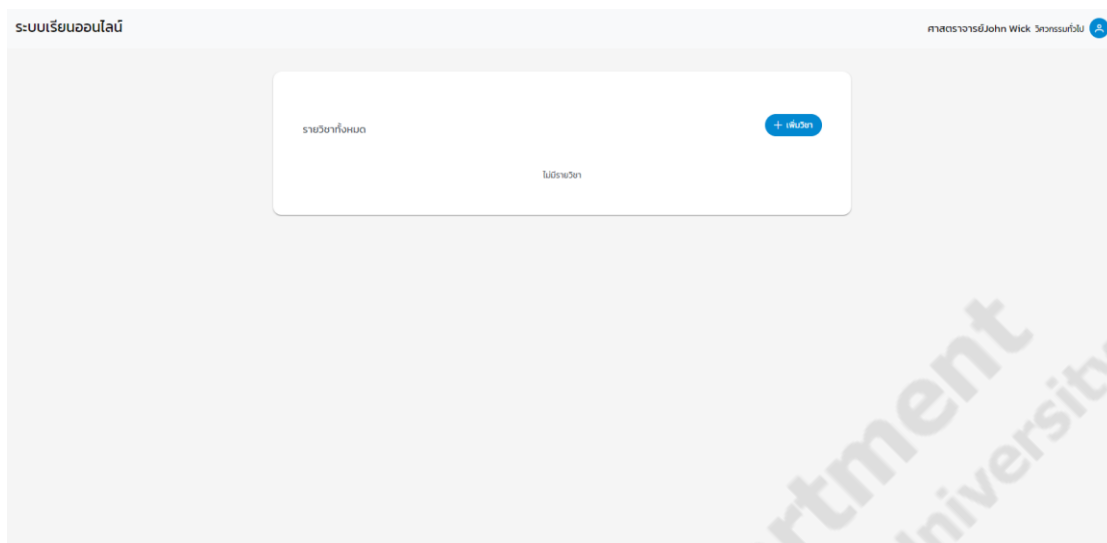 ระบบเรียนออนไลน์
ศาสตราจารย์John Wick วิศวกรรมทั่วไป
รายวิชาทั้งหมด
+ เพิ่มวิชา
ไม่มีรายวิชา
rtment
niversity